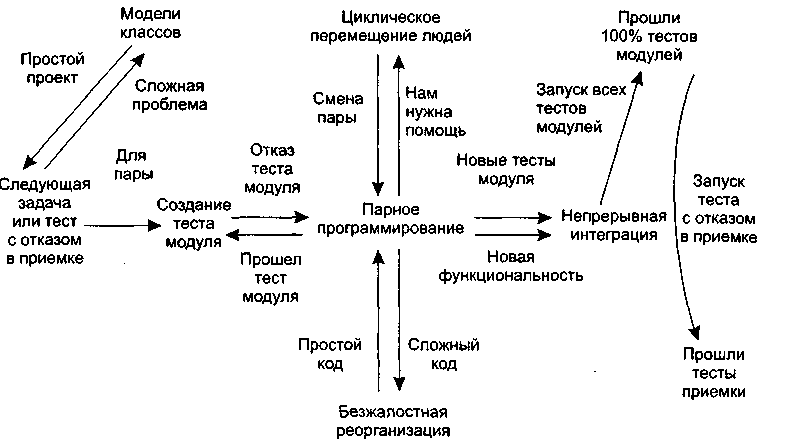 Модели
классов
Циклическое
перемещение людей
Прошли
100% тестов
модулей
Простой
проект
Сложная
проблема
Смена
пары
Нам
нужна
помощь
Запуск всех
тестов
модулей
Для
пары
Отказ
теста
модуля
Новые тесты
модуля
Следующая
задача
или тест
с отказом
в приемке
Создание
теста
модуля
Парное
программирование
Непрерывная
интеграция
Запуск
теста
с отказом
в приемке
Прошел
тест
модуля
Новая
функциональность
Простой
код
Сложный
код
Прошли
тесты
приемки
Безжалостная
реорганизация